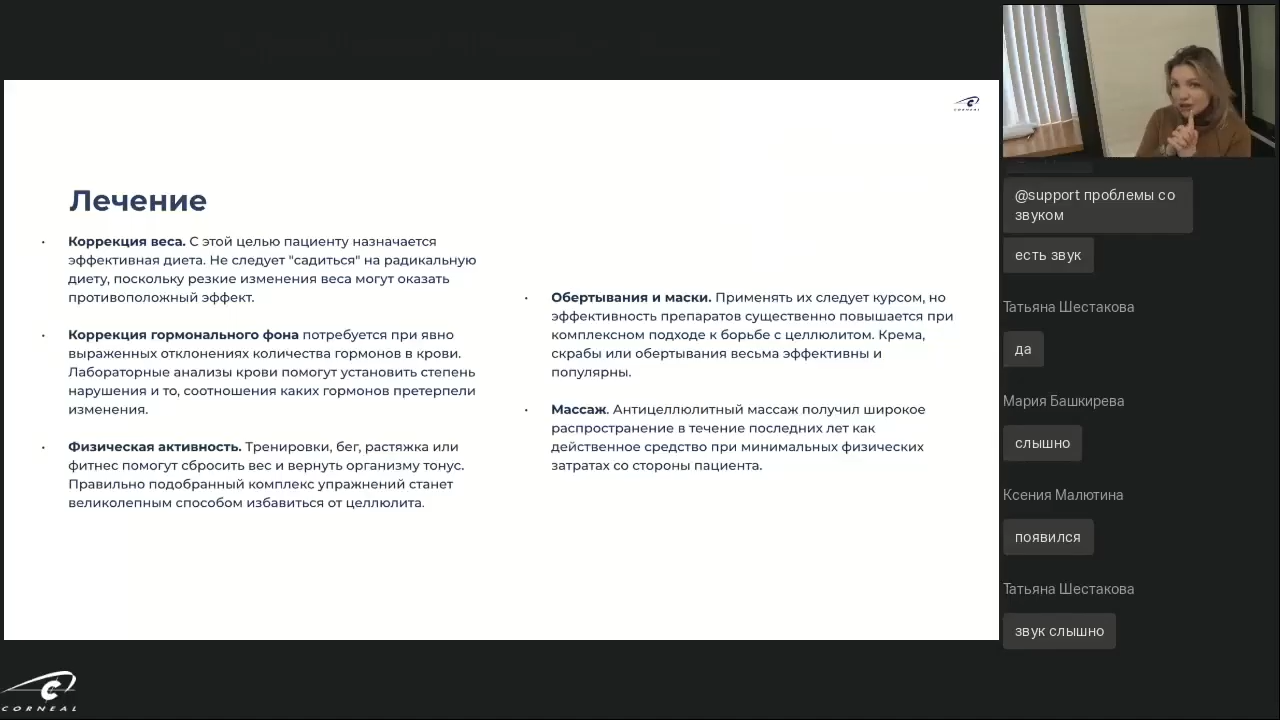 CORNEAL
Лечение
• Коррекция веса. С этой целью пациенту назначается
эффективная диета. Не следует "садиться" на радикальную
диету, поскольку резкие изменения веса могут оказать
противоположный эффект.
• Коррекция гормонального фона потребуется при явно
выраженных отклонениях количества гормонов в крови.
Лабораторные анализы крови помогут установить степень
нарушения и то, соотношения каких гормонов претерпели
изменения.
• Физическая активность. Тренировки, бег, растяжка или
фитнес помогут сбросить вес и вернуть организму тонус.
Правильно подобранный комплекс упражнений станет
великолепным способом избавиться от целлюлита.
• Обертывания и маски. Применять их следует курсом, но
эффективность препаратов существенно повышается при
комплексном подходе к борьбе с целлюлитом. Крема,
скрабы или обертывания весьма эффективны и
популярны.
• Массаж. Антицеллюлитный массаж получил широкое
распространение в течение последних лет как
действенное средство при минимальных физических
затратах со стороны пациента.
@support проблемы со
звуком
есть звук
Татьяна Шестакова
да
Мария Башкирева
слышно
Ксения Малютина
появился
Татьяна Шестакова
звук слышно
CORNEAL